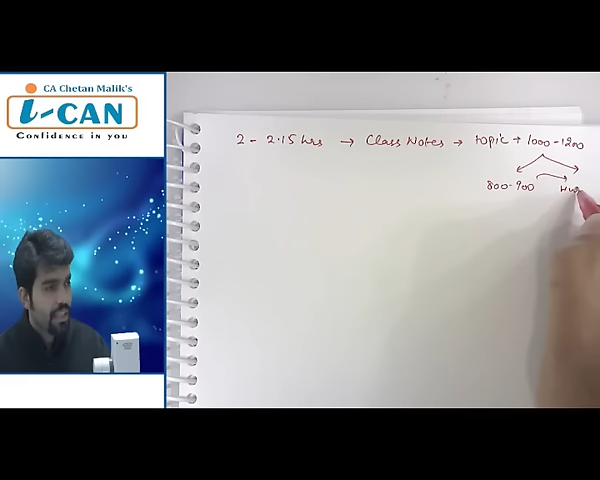 CA Chetan Malik's
i-CAN
Confidence in you
2 - 2.15 hrs → Class Notes → topic → 1000-1200
800-900